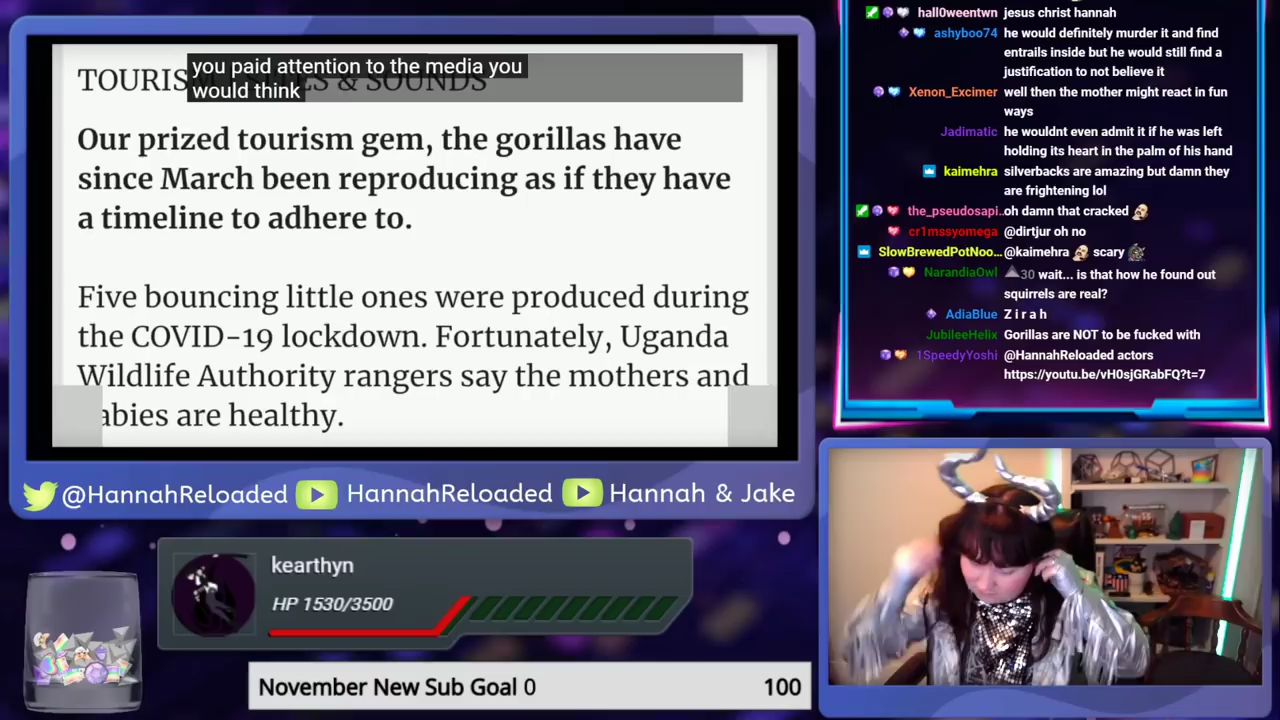 you paid attention to the media you
would think
TOURISM SITES & SOUNDS
Our prized tourism gem, the gorillas have
since March been reproducing as if they have
a timeline to adhere to.
Five bouncing little ones were produced during
the COVID-19 lockdown. Fortunately, Uganda
Wildlife Authority rangers say the mothers and
abies are healthy.
@HannahReloaded HannahReloaded Hannah & Jake
kearthyn
HP 1530/3500
November New Sub Goal 0 100
hall0weentwn jesus christ hannah
ashyboo74 he would definitely murder it and find
entrails inside but he would still find a
justification to not believe it
Xenon_Excimer well then the mother might react in fun
ways
Jadimatic he wouldnt even admit it if he was left
holding its heart in the palm of his hand
kaimehra silverbacks are amazing but damn they
are frightening lol
the_pseudosapi... oh damn that cracked
cr1mssyomega @dirtjur oh no
SlowBrewedPotNoo... @kaimehra scary
NarandiaOwl 30 wait... is that how he found out
squirrels are real?
AdiaBlue Z i r a h
JubileeHelix Gorillas are NOT to be fucked with
1SpeedyYoshi @HannahReloaded actors
https://youtu.be/vH0sjGRabFQ?t=7